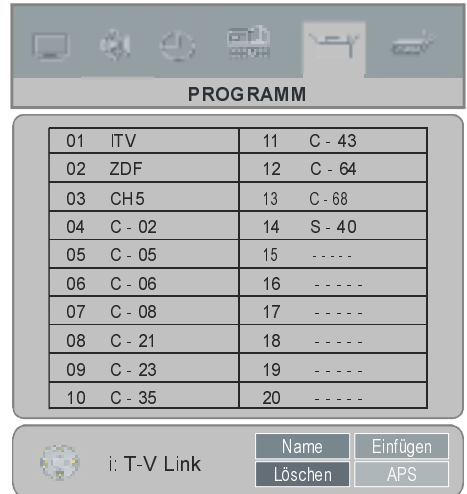 PROGRAMM
01 ITV 11 C - 43
02 ZDF 12 C - 64
03 CH5 13 C - 68
04 C - 02 14 S - 40
05 C - 05 15 - - - - -
06 C - 06 16 - - - - -
07 C - 08 17 - - - - -
08 C - 21 18 - - - - -
09 C - 23 19 - - - - -
10 C - 35 20 - - - - -
i: T-V Link
Name Einfügen
Löschen APS